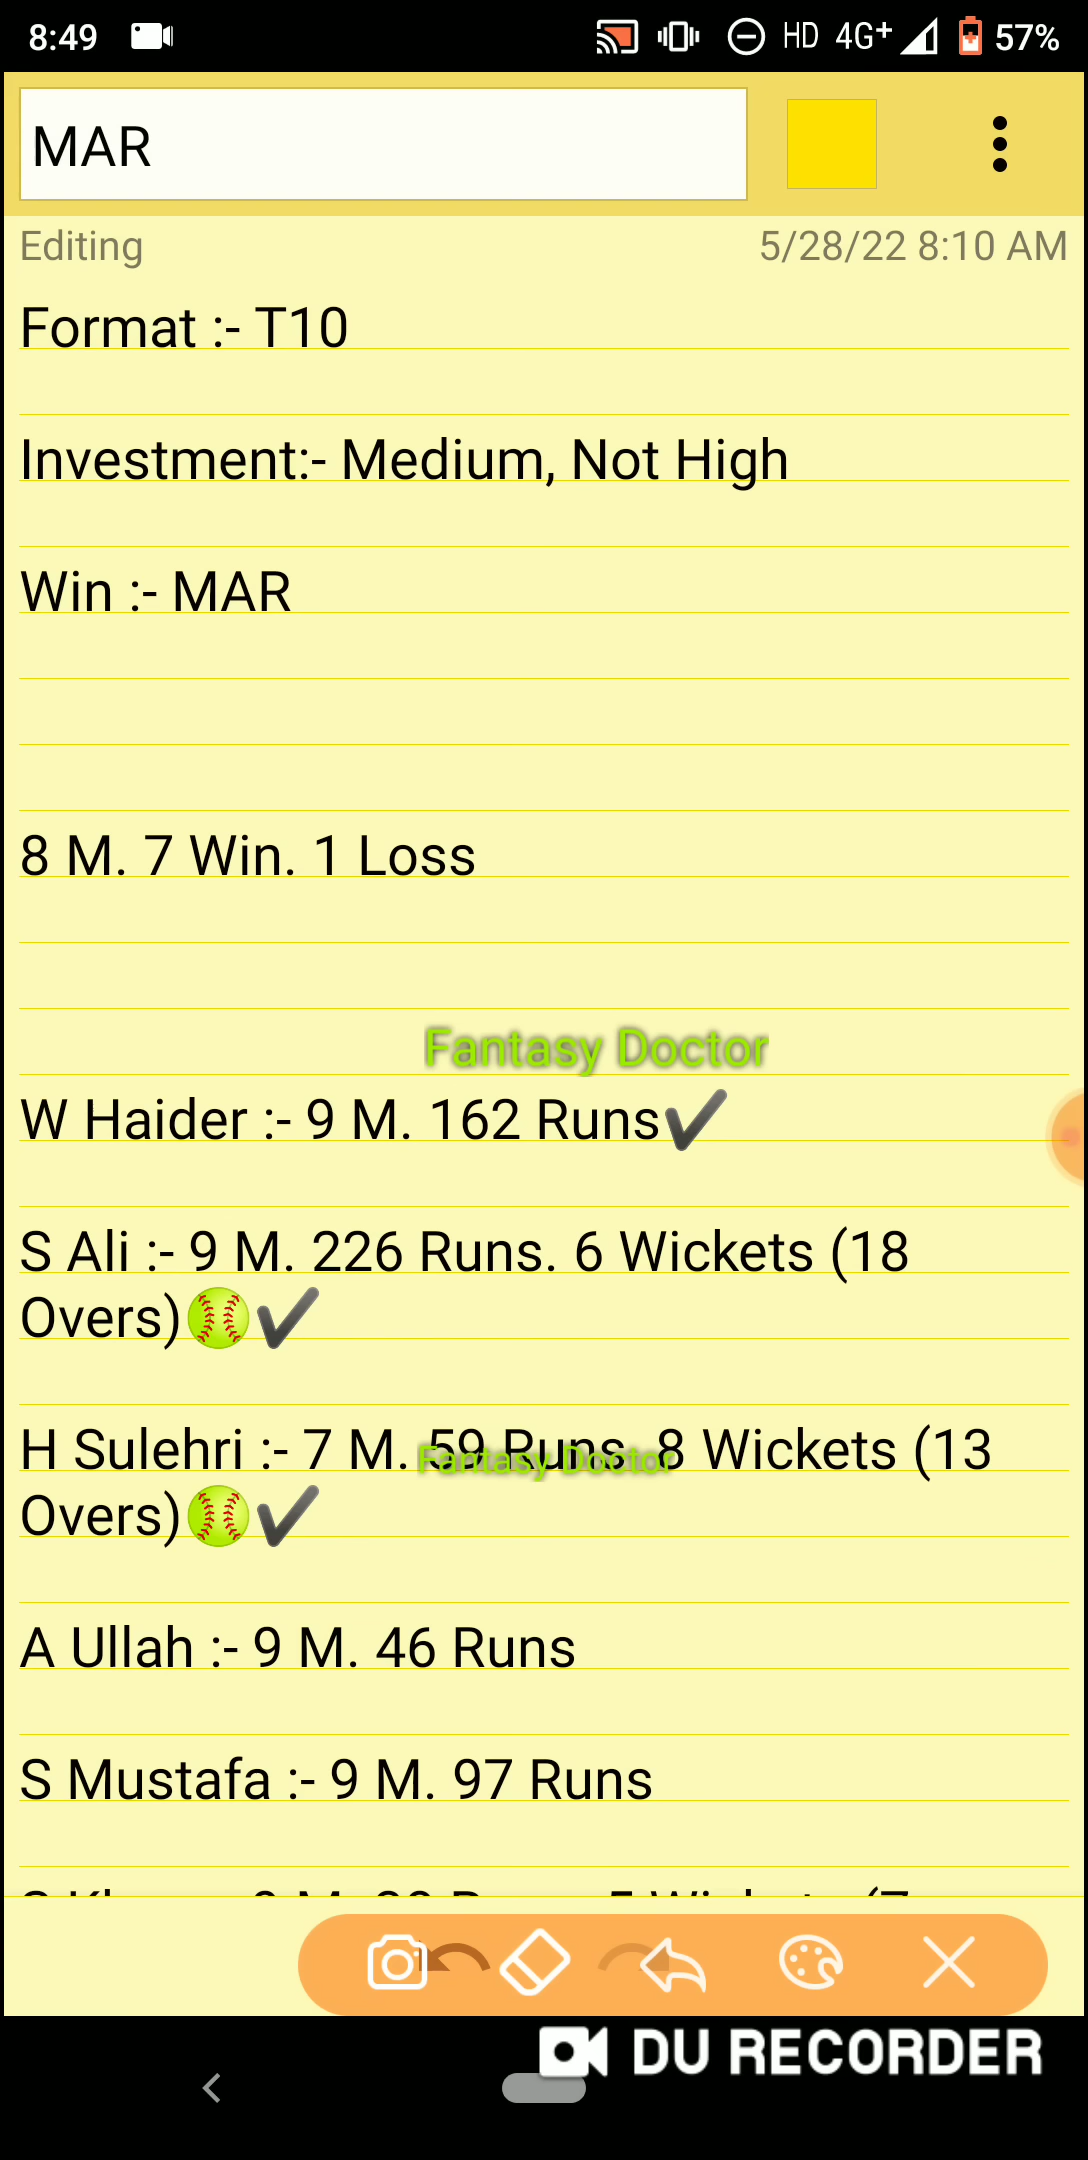 8:49 HD 4G+ 57%
MAR
Editing 5/28/22 8:10 AM
Format :- T10
Investment:- Medium, Not High
Win :- MAR
8 M. 7 Win. 1 Loss
Fantasy Doctor
W Haider :- 9 M. 162 Runs✔
S Ali :- 9 M. 226 Runs. 6 Wickets (18
Overs)🥎✔
H Sulehri :- 7 M. 59 Runs. 8 Wickets (13
Fantasy Doctor
Overs)🥎✔
A Ullah :- 9 M. 46 Runs
S Mustafa :- 9 M. 97 Runs
DU RECORDER